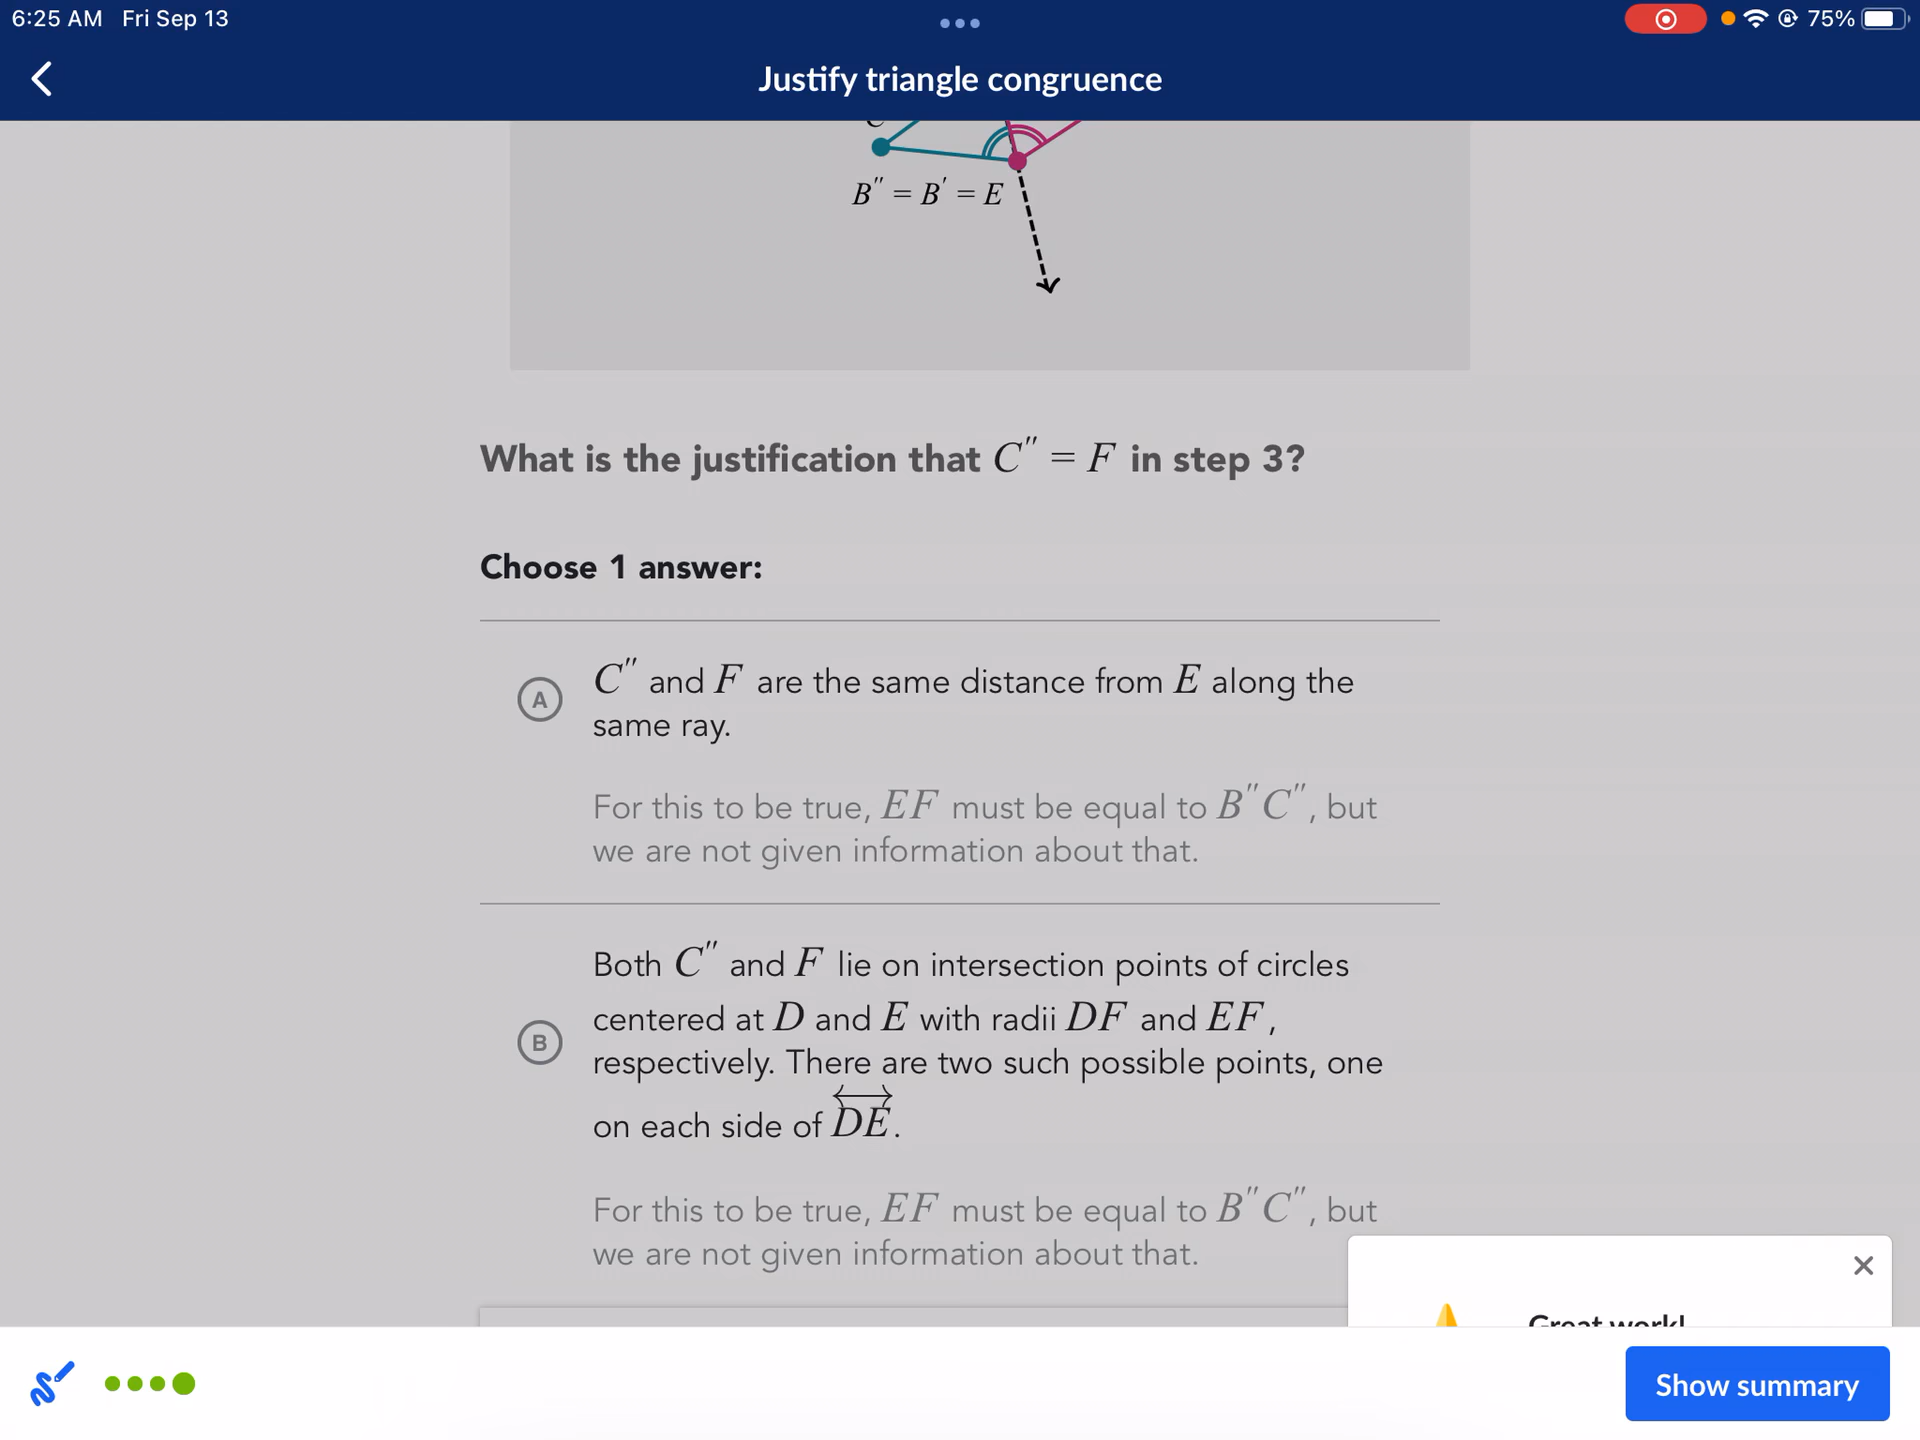 6:25 AM Fri Sep 13
75%
Justify triangle congruence
B″ = B′ = E
What is the justification that C″ = F in step 3?
Choose 1 answer:
A
C″ and F are the same distance from E along the
same ray.
For this to be true, EF must be equal to B″C″, but
we are not given information about that.
B
Both C″ and F lie on intersection points of circles
centered at D and E with radii DF and EF,
respectively. There are two such possible points, one
on each side of DE.
For this to be true, EF must be equal to B″C″, but
we are not given information about that.
Great work!
Show summary